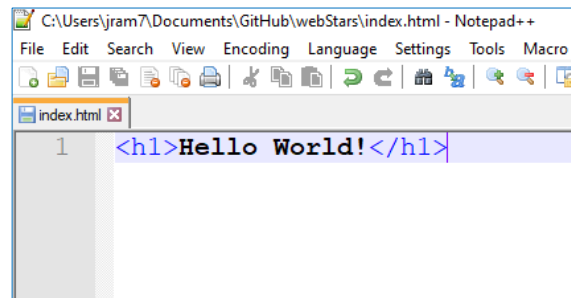 C:\Users\jram7\Documents\GitHub\webStars\index.html - Notepad++
File Edit Search View Encoding Language Settings Tools Macro
index.html
1 <h1>Hello World!</h1>